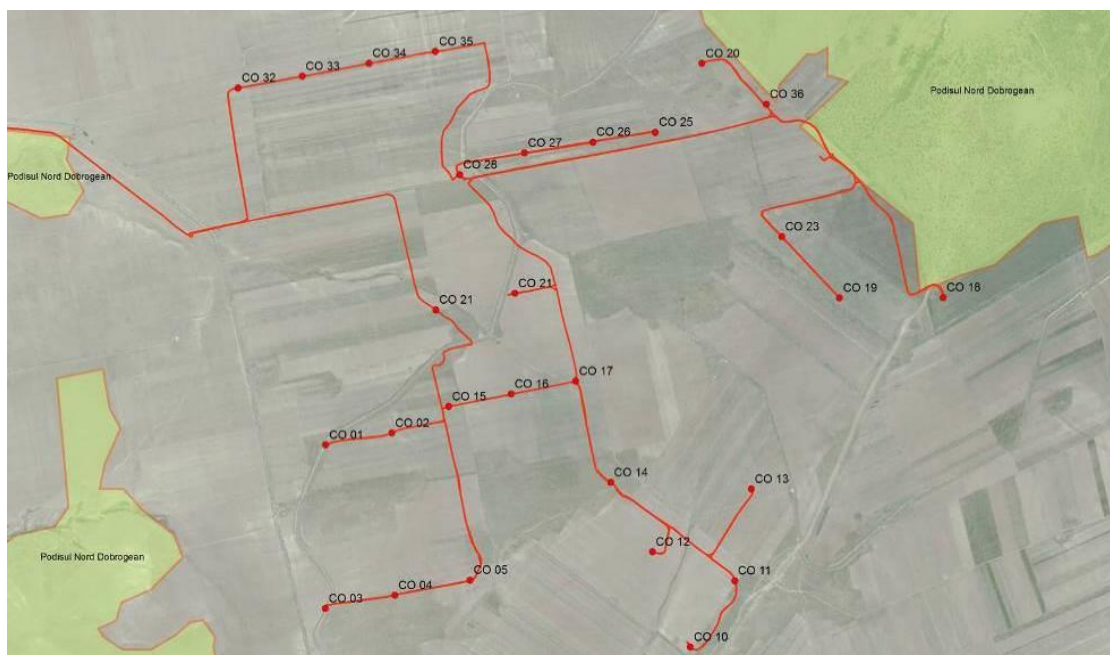 CO 35
CO 34
CO 33
CO 32
CO 20
Podisul Nord Dobrogean
CO 36
CO 25
CO 26
CO 27
CO 28
Podisul Nord Dobrogean
CO 23
CO 21
CO 19
CO 18
CO 21
CO 17
CO 16
CO 15
CO 02
CO 01
CO 14
CO 13
CO 12
Podisul Nord Dobrogean
CO 11
CO 05
CO 04
CO 03
CO 10